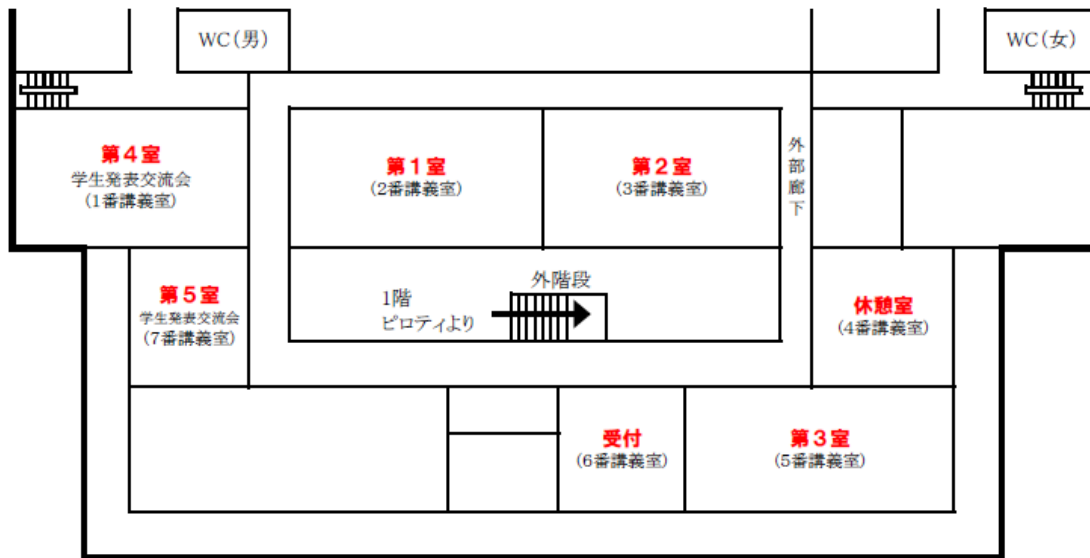 WC(男)
WC(女)
第4室
学生発表交流会
(1番講義室)
第1室
(2番講義室)
第2室
(3番講義室)
外部廊下
第5室
学生発表交流会
(7番講義室)
1階
ピロティより
外階段
休憩室
(4番講義室)
受付
(6番講義室)
第3室
(5番講義室)